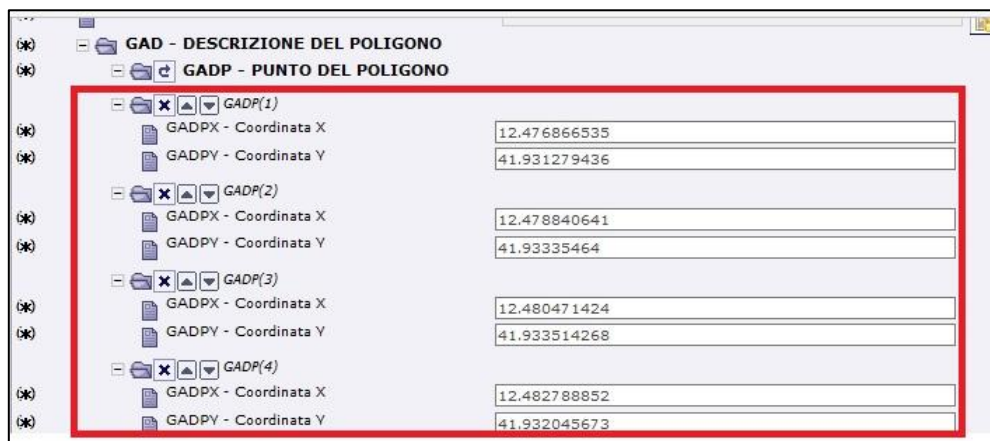 (*) GAD - DESCRIZIONE DEL POLIGONO
(*) GADP - PUNTO DEL POLIGONO
GADP(1)
(*) GADPX - Coordinata X 12.476866535
(*) GADPY - Coordinata Y 41.931279436
GADP(2)
(*) GADPX - Coordinata X 12.478840641
(*) GADPY - Coordinata Y 41.93335464
GADP(3)
(*) GADPX - Coordinata X 12.480471424
(*) GADPY - Coordinata Y 41.933514268
GADP(4)
(*) GADPX - Coordinata X 12.482788852
(*) GADPY - Coordinata Y 41.932045673